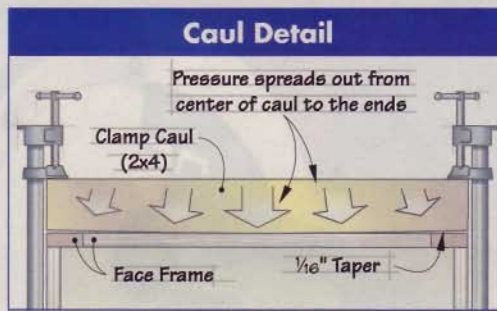 Caul Detail
Pressure spreads out from
center of caul to the ends
Clamp Caul
(2x4)
Face Frame
1/16" Taper